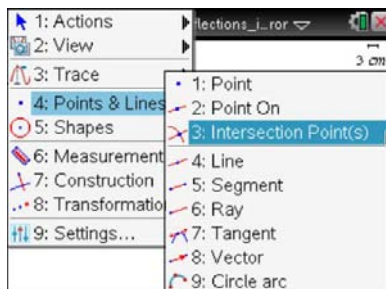 1: Actions
2: View
3: Trace
4: Points & Lines
5: Shapes
6: Measurement
7: Construction
8: Transformatio
9: Settings...
flections_i...ror
3 cm
1: Point
2: Point On
3: Intersection Point(s)
4: Line
5: Segment
6: Ray
7: Tangent
8: Vector
9: Circle arc